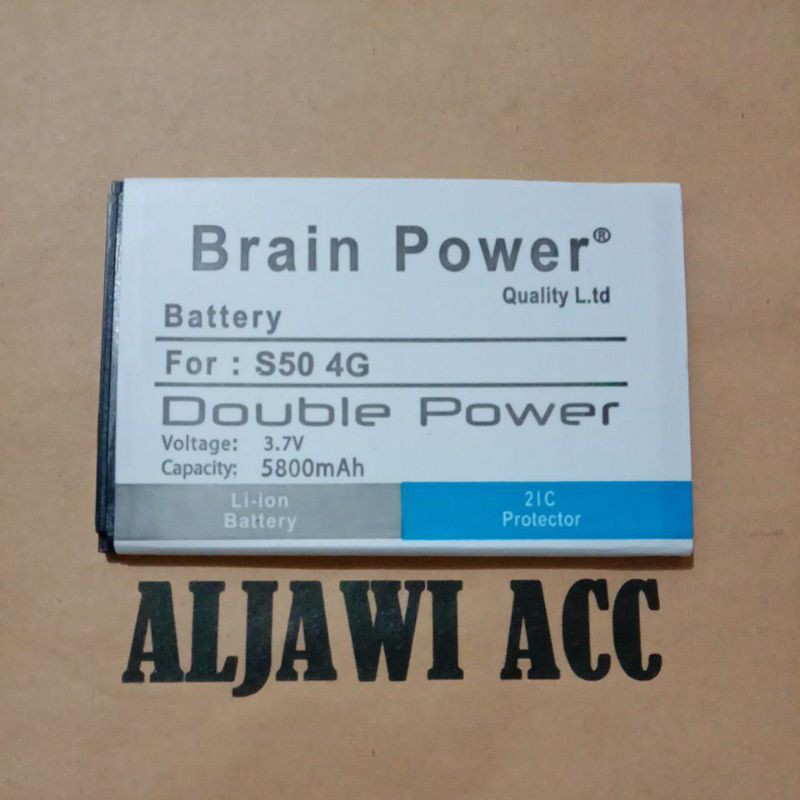 Brain Power®
Quality L.td
Battery
For : S50 4G
Double Power
Voltage: 3.7V
Capacity: 5800mAh
Li-ion
Battery
2IC
Protector
ALJAWI ACC